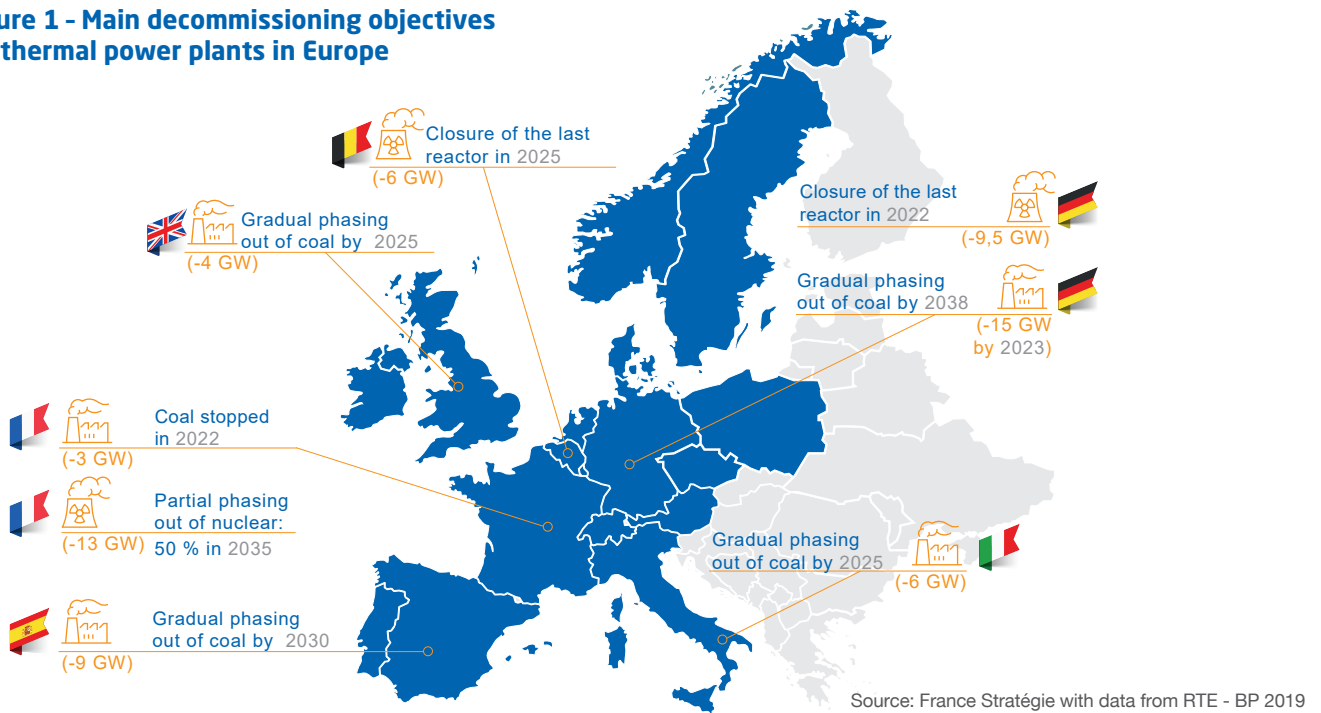 ure 1 - Main decommissioning objectives
thermal power plants in Europe
Closure of the last
reactor in 2025
(-6 GW)
Gradual phasing
out of coal by 2025
(-4 GW)
Closure of the last
reactor in 2022
(-9,5 GW)
Gradual phasing
out of coal by 2038
(-15 GW
by 2023)
Coal stopped
in 2022
(-3 GW)
Partial phasing
out of nuclear:
(-13 GW) 50 % in 2035
Gradual phasing
out of coal by 2025
(-6 GW)
Gradual phasing
out of coal by 2030
(-9 GW)
Source: France Stratégie with data from RTE - BP 2019